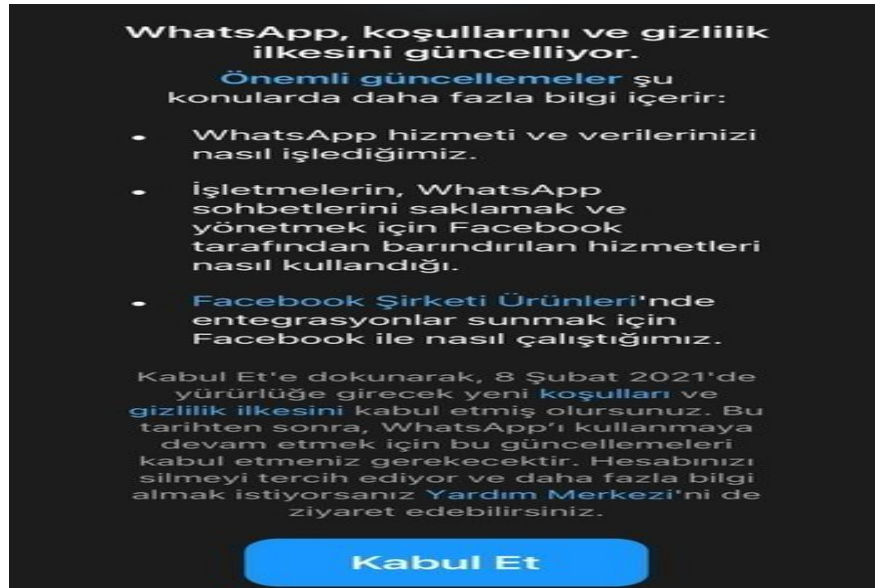 WhatsApp, koşullarını ve gizlilik
ilkesini güncelliyor.
Önemli güncellemeler şu
konularda daha fazla bilgi içerir:
• WhatsApp hizmeti ve verilerinizi
nasıl işlediğimiz.
• İşletmelerin, WhatsApp
sohbetlerini saklamak ve
yönetmek için Facebook
tarafından barındırılan hizmetleri
nasıl kullandığı.
• Facebook Şirketi Ürünleri'nde
entegrasyonlar sunmak için
Facebook ile nasıl çalıştığımız.
Kabul Et'e dokunarak, 8 Şubat 2021'de
yürürlüğe girecek yeni koşulları ve
gizlilik ilkesini kabul etmiş olursunuz. Bu
tarihten sonra, WhatsApp'ı kullanmaya
devam etmek için bu güncellemeleri
kabul etmeniz gerekecektir. Hesabınızı
silmeyi tercih ediyor ve daha fazla bilgi
almak istiyorsanız Yardım Merkezi'ni de
ziyaret edebilirsiniz.
Kabul Et